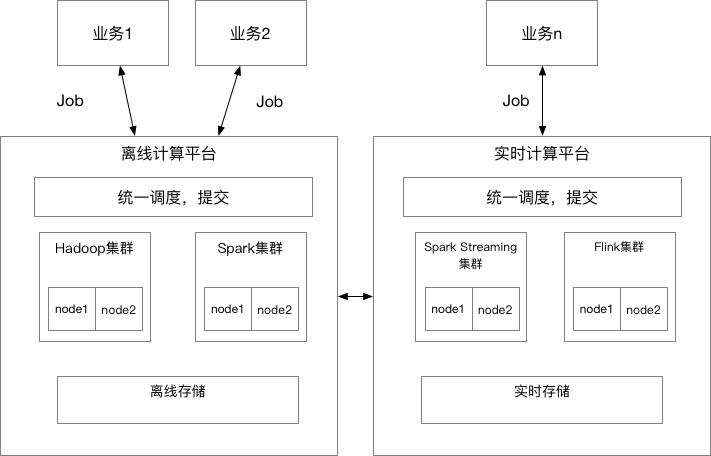 业务1
业务2
业务n
Job
Job
Job
离线计算平台
统一调度，提交
Hadoop集群
node1
node2
Spark集群
node1
node2
离线存储
实时计算平台
统一调度，提交
Spark Streaming
集群
node1
node2
Flink集群
node1
node2
实时存储